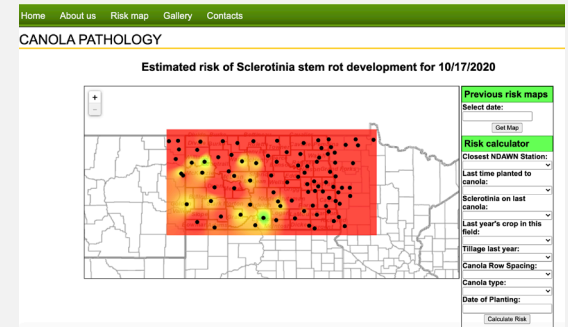 Home About us Risk map Gallery Contacts
CANOLA PATHOLOGY
Estimated risk of Sclerotinia stem rot development for 10/17/2020
+
−
Previous risk maps
Select date:
Get Map
Risk calculator
Closest NDAWN Station:
Last time planted to
canola:
Sclerotinia on last
canola:
Last year's crop in this
field:
Tillage last year:
Canola Row Spacing:
Canola type:
Date of Planting:
Calculate Risk